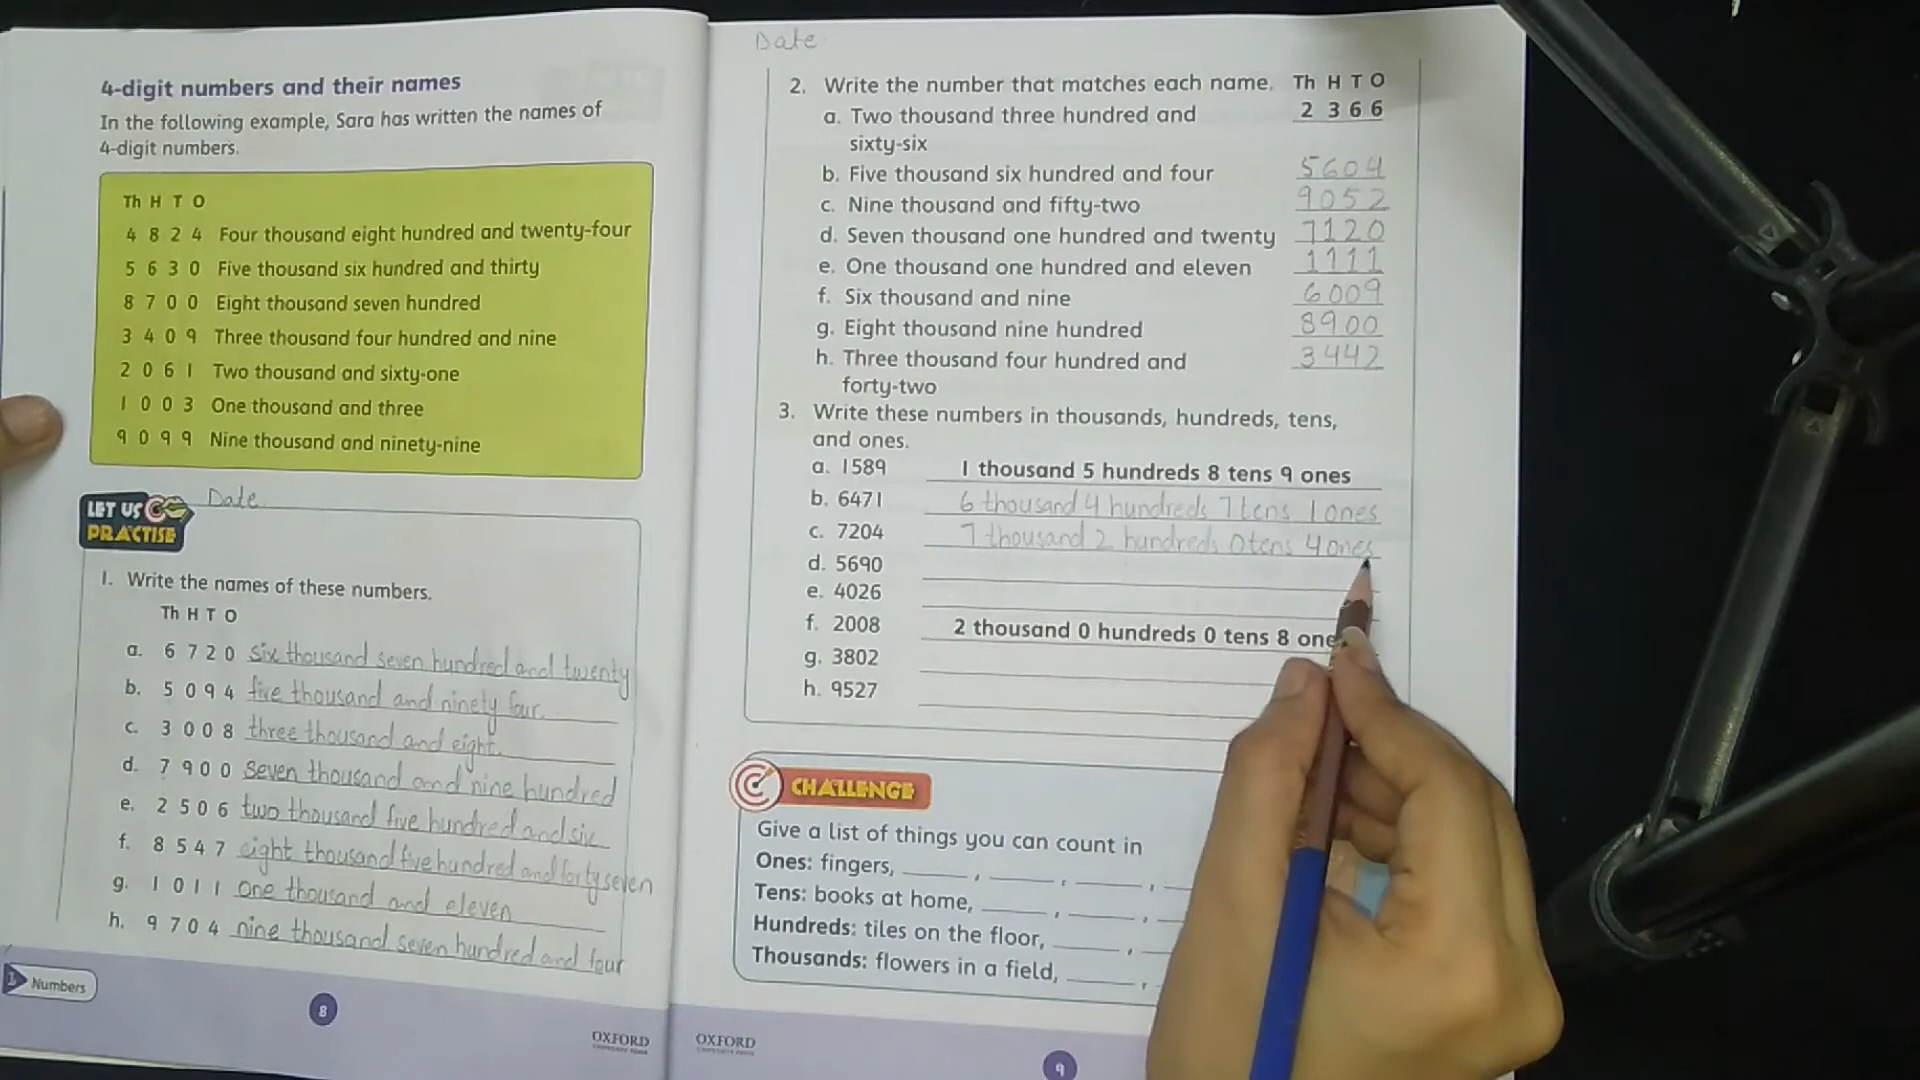 4-digit numbers and their names
In the following example, Sara has written the names of
4-digit numbers.
Th H T O
4 8 2 4 Four thousand eight hundred and twenty-four
5 6 3 0 Five thousand six hundred and thirty
8 7 0 0 Eight thousand seven hundred
3 4 0 9 Three thousand four hundred and nine
2 0 6 1 Two thousand and sixty-one
1 0 0 3 One thousand and three
9 0 9 9 Nine thousand and ninety-nine
LET US
PRACTISE
Date
1. Write the names of these numbers.
Th H T O
a. 6 7 2 0 six thousand seven hundred and twenty
b. 5 0 9 4 five thousand and ninety four.
c. 3 0 0 8 three thousand and eight.
d. 7 9 0 0 seven thousand and nine hundred
e. 2 5 0 6 two thousand five hundred and six
f. 8 5 4 7 eight thousand five hundred and forty seven
g. 1 0 1 1 one thousand and eleven
h. 9 7 0 4 nine thousand seven hundred and four
1 Numbers
8
OXFORD
Date
2. Write the number that matches each name. Th H T O
a. Two thousand three hundred and 2 3 6 6
sixty-six
b. Five thousand six hundred and four 5604
c. Nine thousand and fifty-two 9052
d. Seven thousand one hundred and twenty 7120
e. One thousand one hundred and eleven 1111
f. Six thousand and nine 6009
g. Eight thousand nine hundred 8900
h. Three thousand four hundred and 3442
forty-two
3. Write these numbers in thousands, hundreds, tens,
and ones.
a. 1589 1 thousand 5 hundreds 8 tens 9 ones
b. 6471 6 thousand 4 hundreds 7 tens 1 ones
c. 7204 7 thousand 2 hundreds 0 tens 4 ones
d. 5690
e. 4026
f. 2008 2 thousand 0 hundreds 0 tens 8 one
g. 3802
h. 9527
CHALLENGE
Give a list of things you can count in
Ones: fingers, ______, ______, ______,
Tens: books at home, ______, ______,
Hundreds: tiles on the floor, ______,
Thousands: flowers in a field, ______,
OXFORD
9